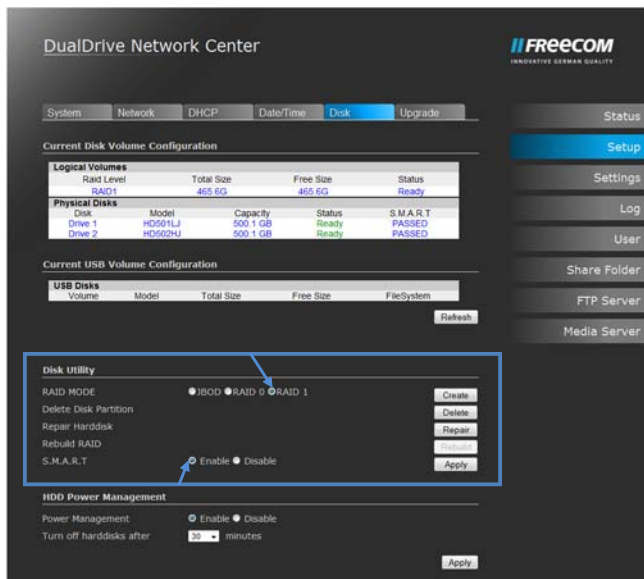 DualDrive Network Center
FREECOM
INNOVATIVE GERMAN QUALITY
System Network DHCP Date/Time Disk Upgrade
Status
Setup
Settings
Log
User
Share Folder
FTP Server
Media Server
Current Disk Volume Configuration
Logical Volumes
Raid Level Total Size Free Size Status
RAID1 465.6G 465.6G Ready
Physical Disks
Disk Model Capacity Status S.M.A.R.T
Drive 1 HD501LJ 500.1 GB Ready PASSED
Drive 2 HD502HJ 500.1 GB Ready PASSED
Current USB Volume Configuration
USB Disks
Volume Model Total Size Free Size FileSystem
Refresh
Disk Utility
RAID MODE JBOD RAID 0 RAID 1 Create
Delete Disk Partition Delete
Repair Harddisk Repair
Rebuild RAID Rebuild
S.M.A.R.T Enable Disable Apply
HDD Power Management
Power Management Enable Disable
Turn off harddisks after 30 minutes
Apply